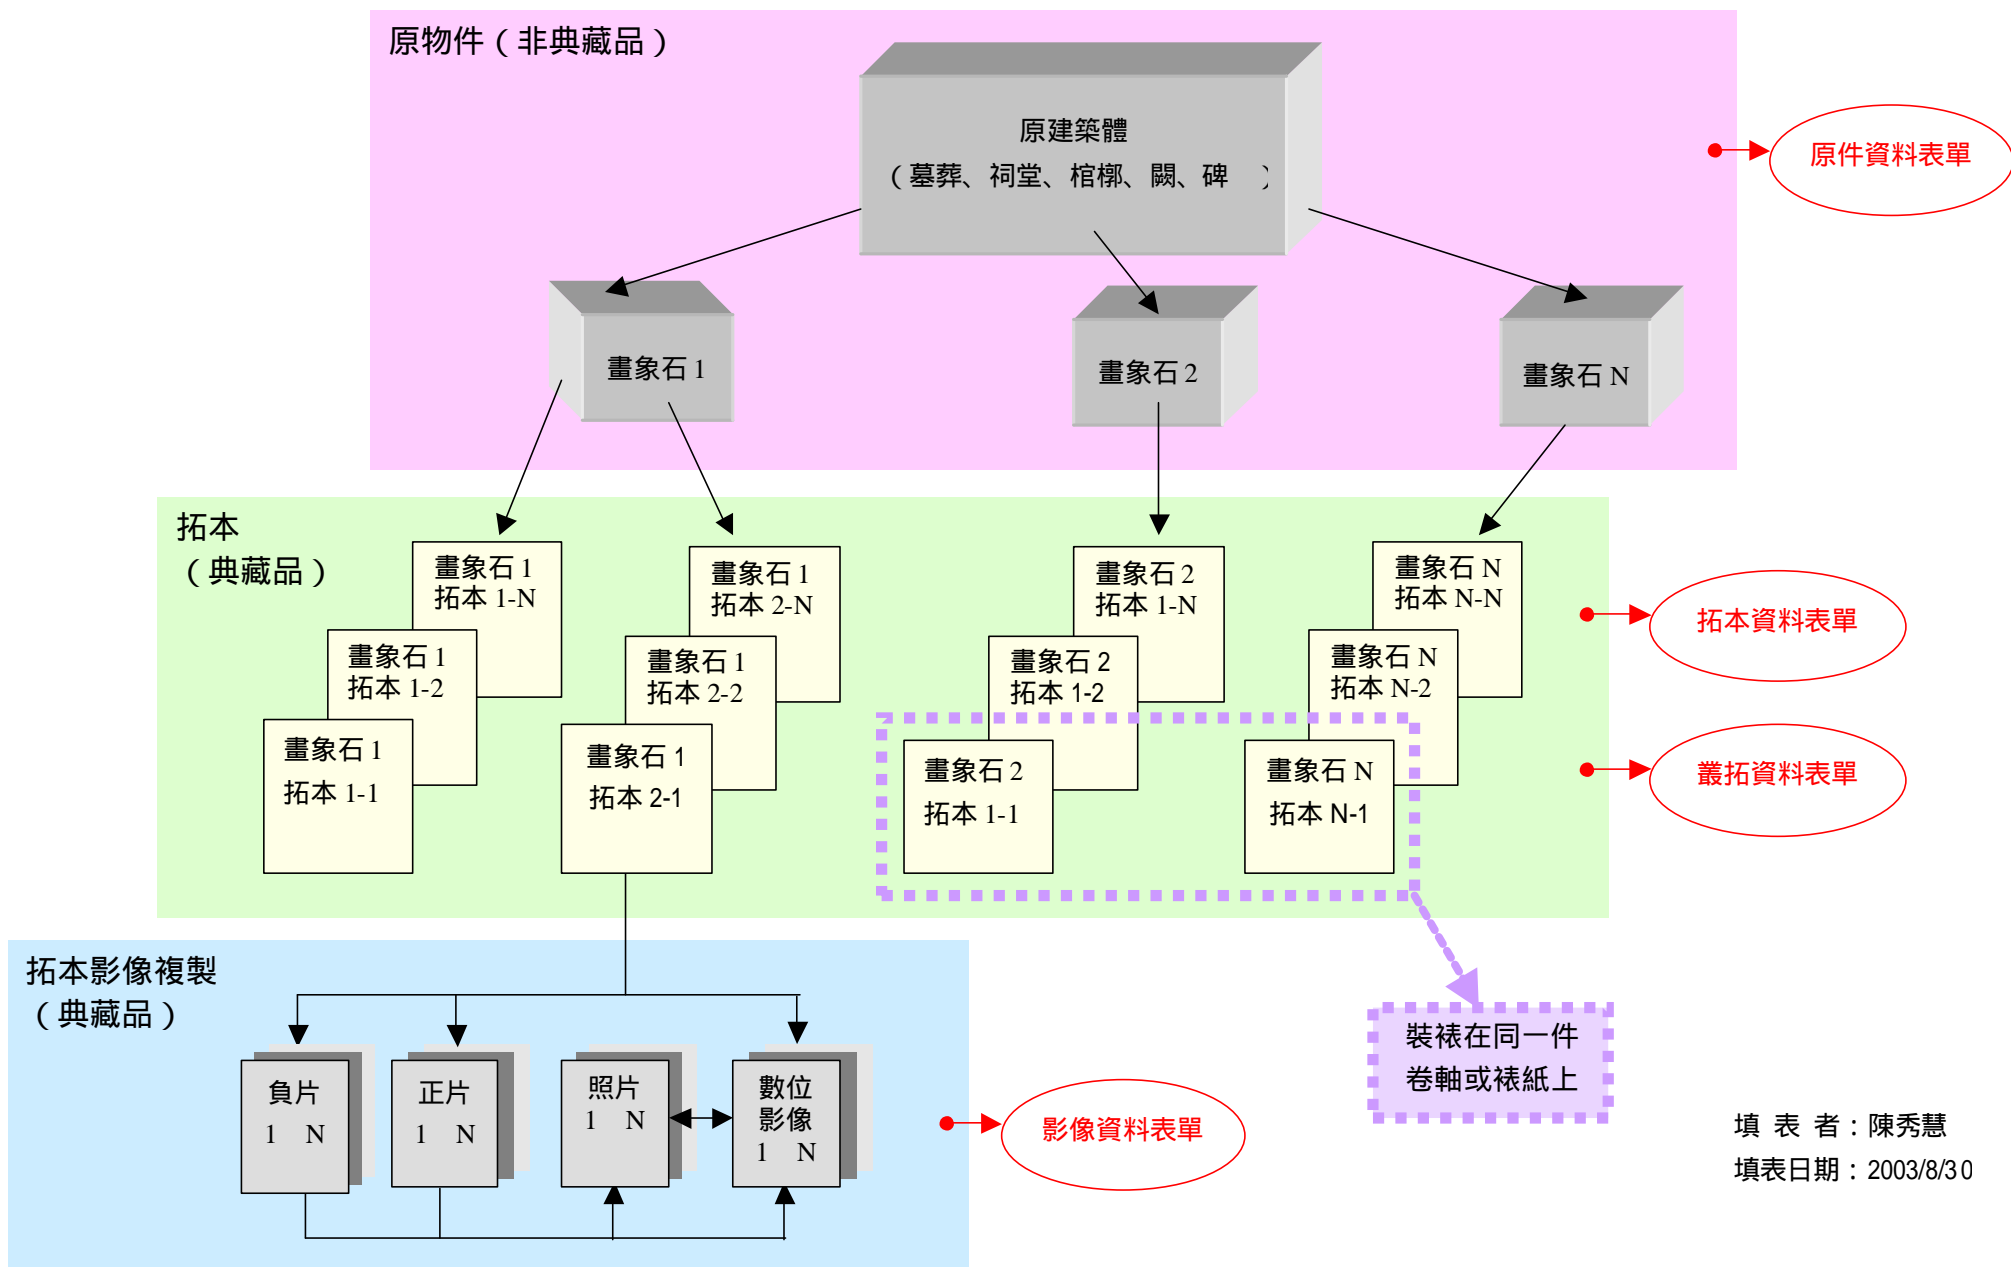 原物件（非典藏品）
原建築體
（墓葬、祠堂、棺槨、闕、碑　）
原件資料表單
畫象石 1
畫象石 2
畫象石 N
拓本
（典藏品）
畫象石 1
拓本 1-N
畫象石 1
拓本 1-2
畫象石 1
拓本 1-1
畫象石 1
拓本 2-N
畫象石 1
拓本 2-2
畫象石 1
拓本 2-1
畫象石 2
拓本 1-N
畫象石 2
拓本 1-2
畫象石 2
拓本 1-1
畫象石 N
拓本 N-N
畫象石 N
拓本 N-2
畫象石 N
拓本 N-1
拓本資料表單
叢拓資料表單
拓本影像複製
（典藏品）
負片
1　N
正片
1　N
照片
1　N
數位
影像
1　N
影像資料表單
裝裱在同一件
卷軸或裱紙上
填 表 者：陳秀慧
填表日期：2003/8/30